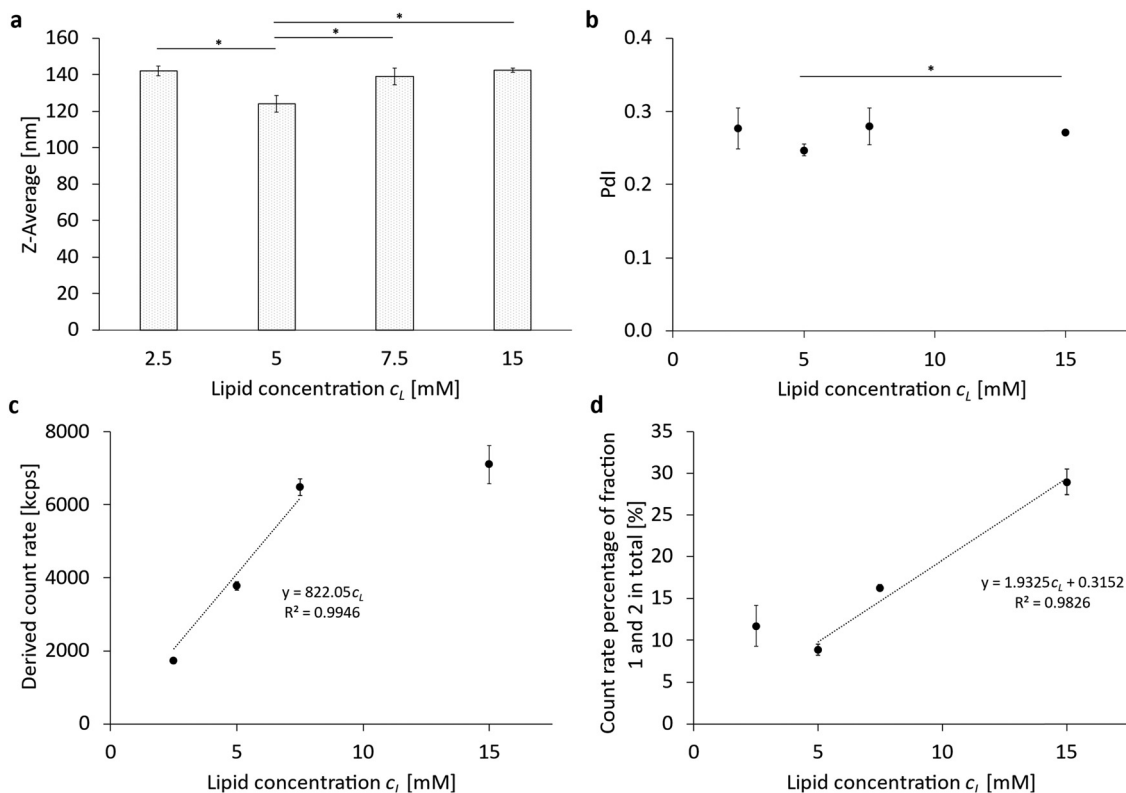 a
*
*
*
160
140
120
100
80
60
40
20
0
Z-Average [nm]
2.5 5 7.5 15
Lipid concentration c_L [mM]
b
*
0.4
0.3
0.2
0.1
0.0
PdI
0 5 10 15
Lipid concentration c_L [mM]
c
8000
6000
4000
2000
0
Derived count rate [kcps]
y = 822.05c_L
R² = 0.9946
0 5 10 15
Lipid concentration c_L [mM]
d
35
30
25
20
15
10
5
0
Count rate percentage of fraction
1 and 2 in total [%]
y = 1.9325c_L + 0.3152
R² = 0.9826
0 5 10 15
Lipid concentration c_L [mM]